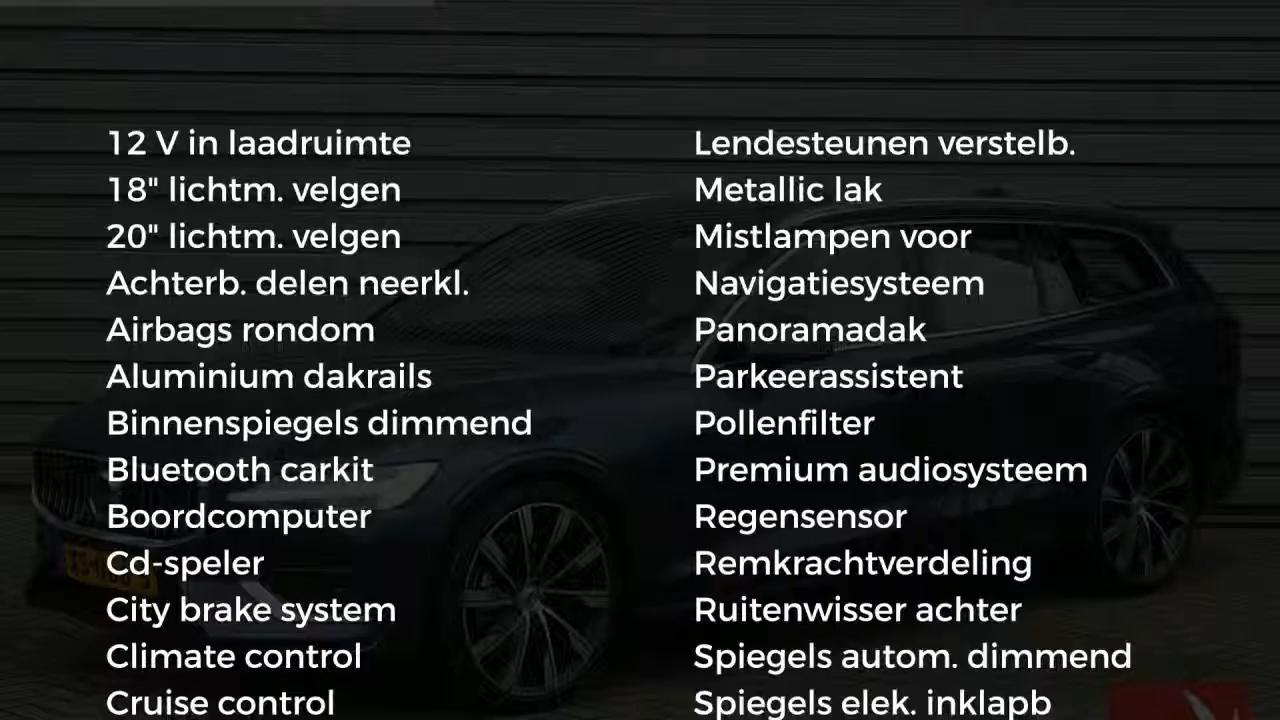 12 V in laadruimte
18" lichtm. velgen
20" lichtm. velgen
Achterb. delen neerkl.
Airbags rondom
Aluminium dakrails
Binnenspiegels dimmend
Bluetooth carkit
Boordcomputer
Cd-speler
City brake system
Climate control
Cruise control
Lendesteunen verstelb.
Metallic lak
Mistlampen voor
Navigatiesysteem
Panoramadak
Parkeerassistent
Pollenfilter
Premium audiosysteem
Regensensor
Remkrachtverdeling
Ruitenwisser achter
Spiegels autom. dimmend
Spiegels elek. inklapb